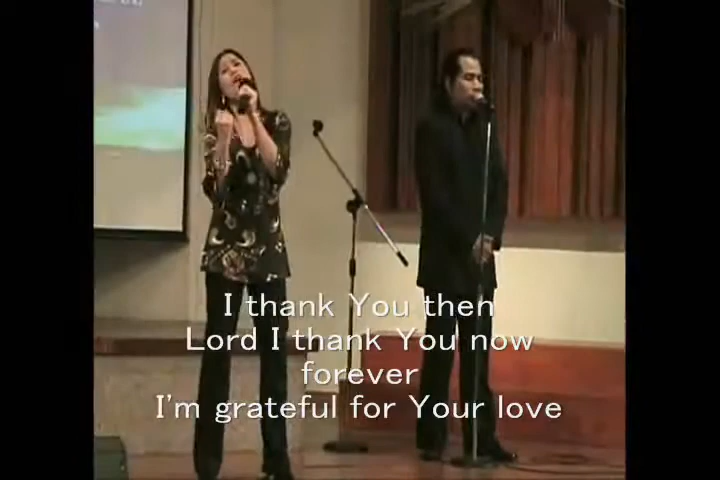 I thank You then
Lord I thank You now
forever
I'm grateful for Your love